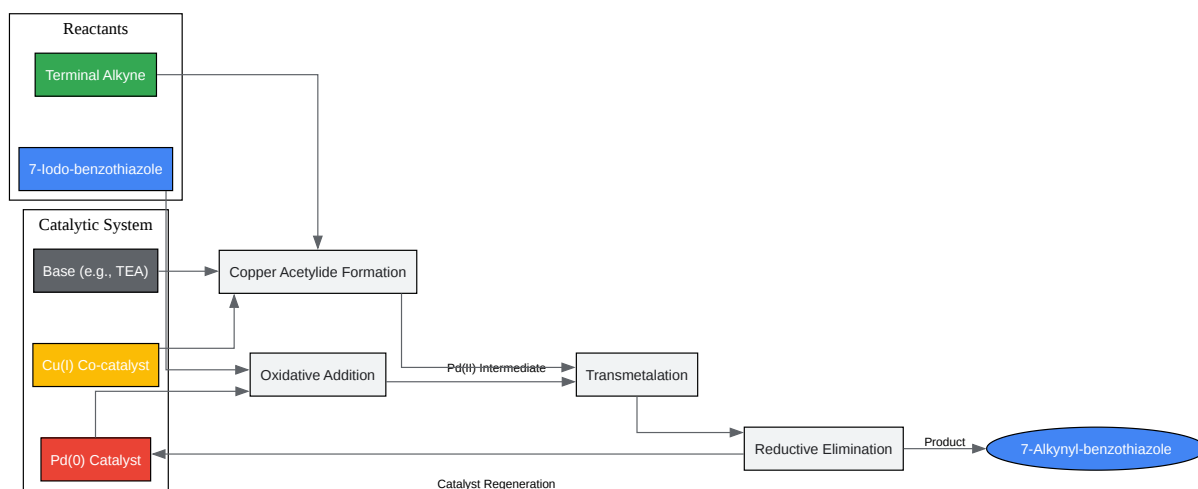 Reactants
Terminal Alkyne
7-Iodo-benzothiazole
Catalytic System
Base (e.g., TEA)
Copper Acetylide Formation
Cu(I) Co-catalyst
Oxidative Addition
Pd(II) Intermediate
Transmetalation
Pd(0) Catalyst
Reductive Elimination
Product
7-Alkynyl-benzothiazole
Catalyst Regeneration